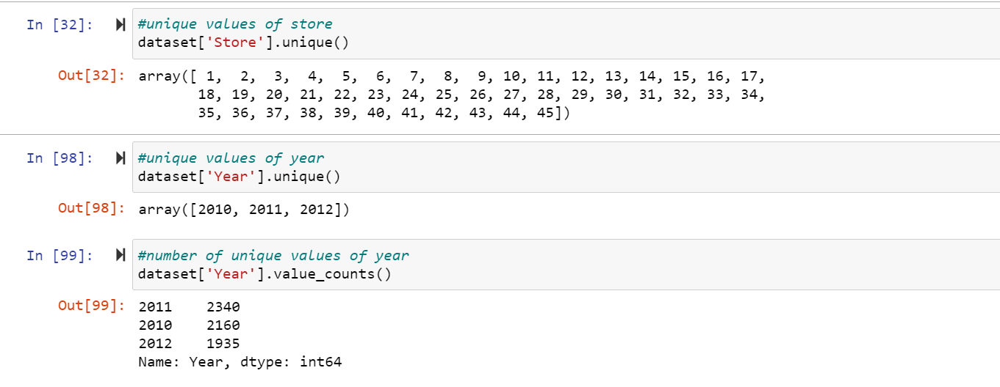 In [32]: #unique values of store
dataset['Store'].unique()
Out[32]: array([ 1,  2,  3,  4,  5,  6,  7,  8,  9, 10, 11, 12, 13, 14, 15, 16, 17,
18, 19, 20, 21, 22, 23, 24, 25, 26, 27, 28, 29, 30, 31, 32, 33, 34,
35, 36, 37, 38, 39, 40, 41, 42, 43, 44, 45])
In [98]: #unique values of year
dataset['Year'].unique()
Out[98]: array([2010, 2011, 2012])
In [99]: #number of unique values of year
dataset['Year'].value_counts()
Out[99]: 2011    2340
2010    2160
2012    1935
Name: Year, dtype: int64